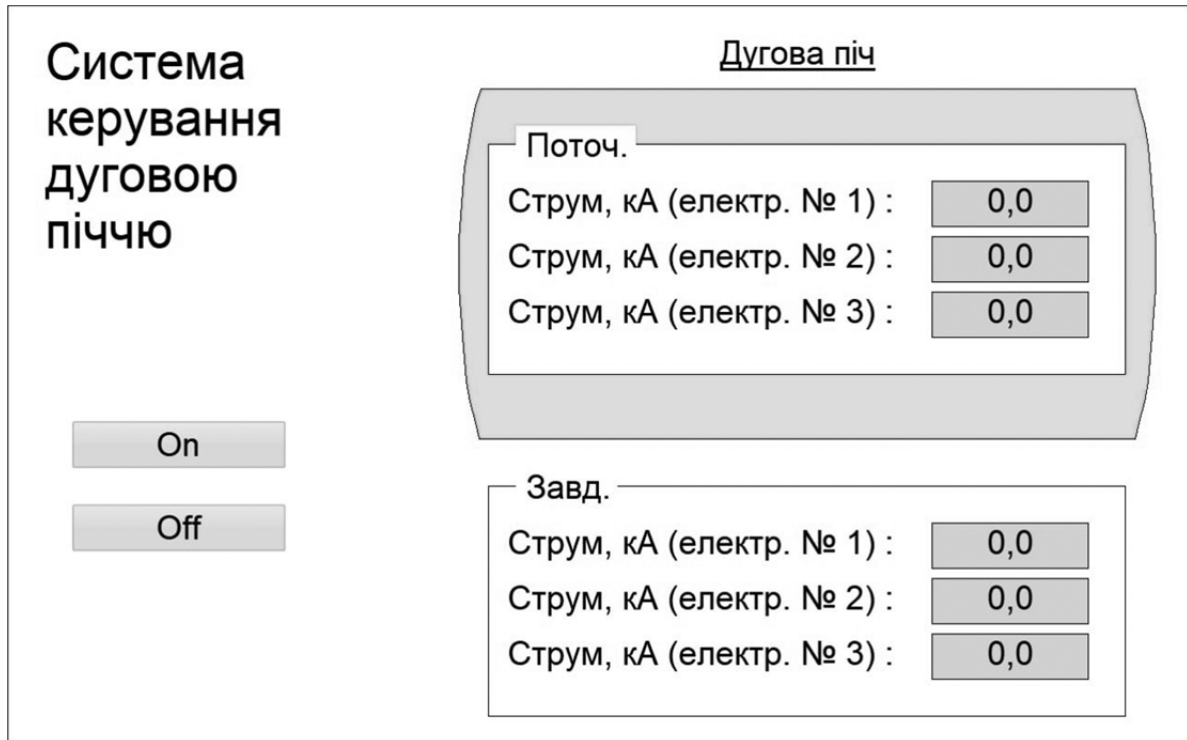 Система
керування
дуговою
піччю
On
Off
Дугова піч
Поточ.
Струм, кА (електр. № 1) : 0,0
Струм, кА (електр. № 2) : 0,0
Струм, кА (електр. № 3) : 0,0
Завд.
Струм, кА (електр. № 1) : 0,0
Струм, кА (електр. № 2) : 0,0
Струм, кА (електр. № 3) : 0,0